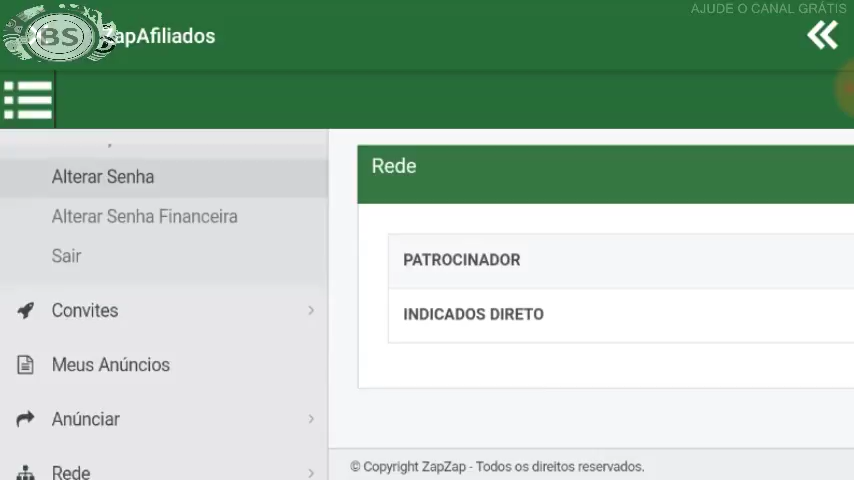 AJUDE O CANAL GRÁTIS
BS
ZapAfiliados
Alterar Senha
Alterar Senha Financeira
Sair
Convites
Meus Anúncios
Anúnciar
Rede
Rede
PATROCINADOR
INDICADOS DIRETO
© Copyright ZapZap - Todos os direitos reservados.